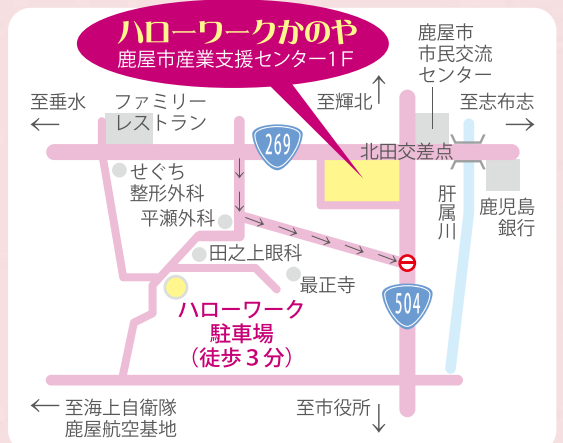 ハローワークかのや
鹿屋市産業支援センター1F
鹿屋市
市民交流
センター
至垂水
ファミリー
レストラン
至輝北
至志布志
269
北田交差点
せぐち
整形外科
平瀬外科
肝属川
鹿児島
銀行
田之上眼科
最正寺
504
ハローワーク
駐車場
（徒歩３分）
至海上自衛隊
鹿屋航空基地
至市役所